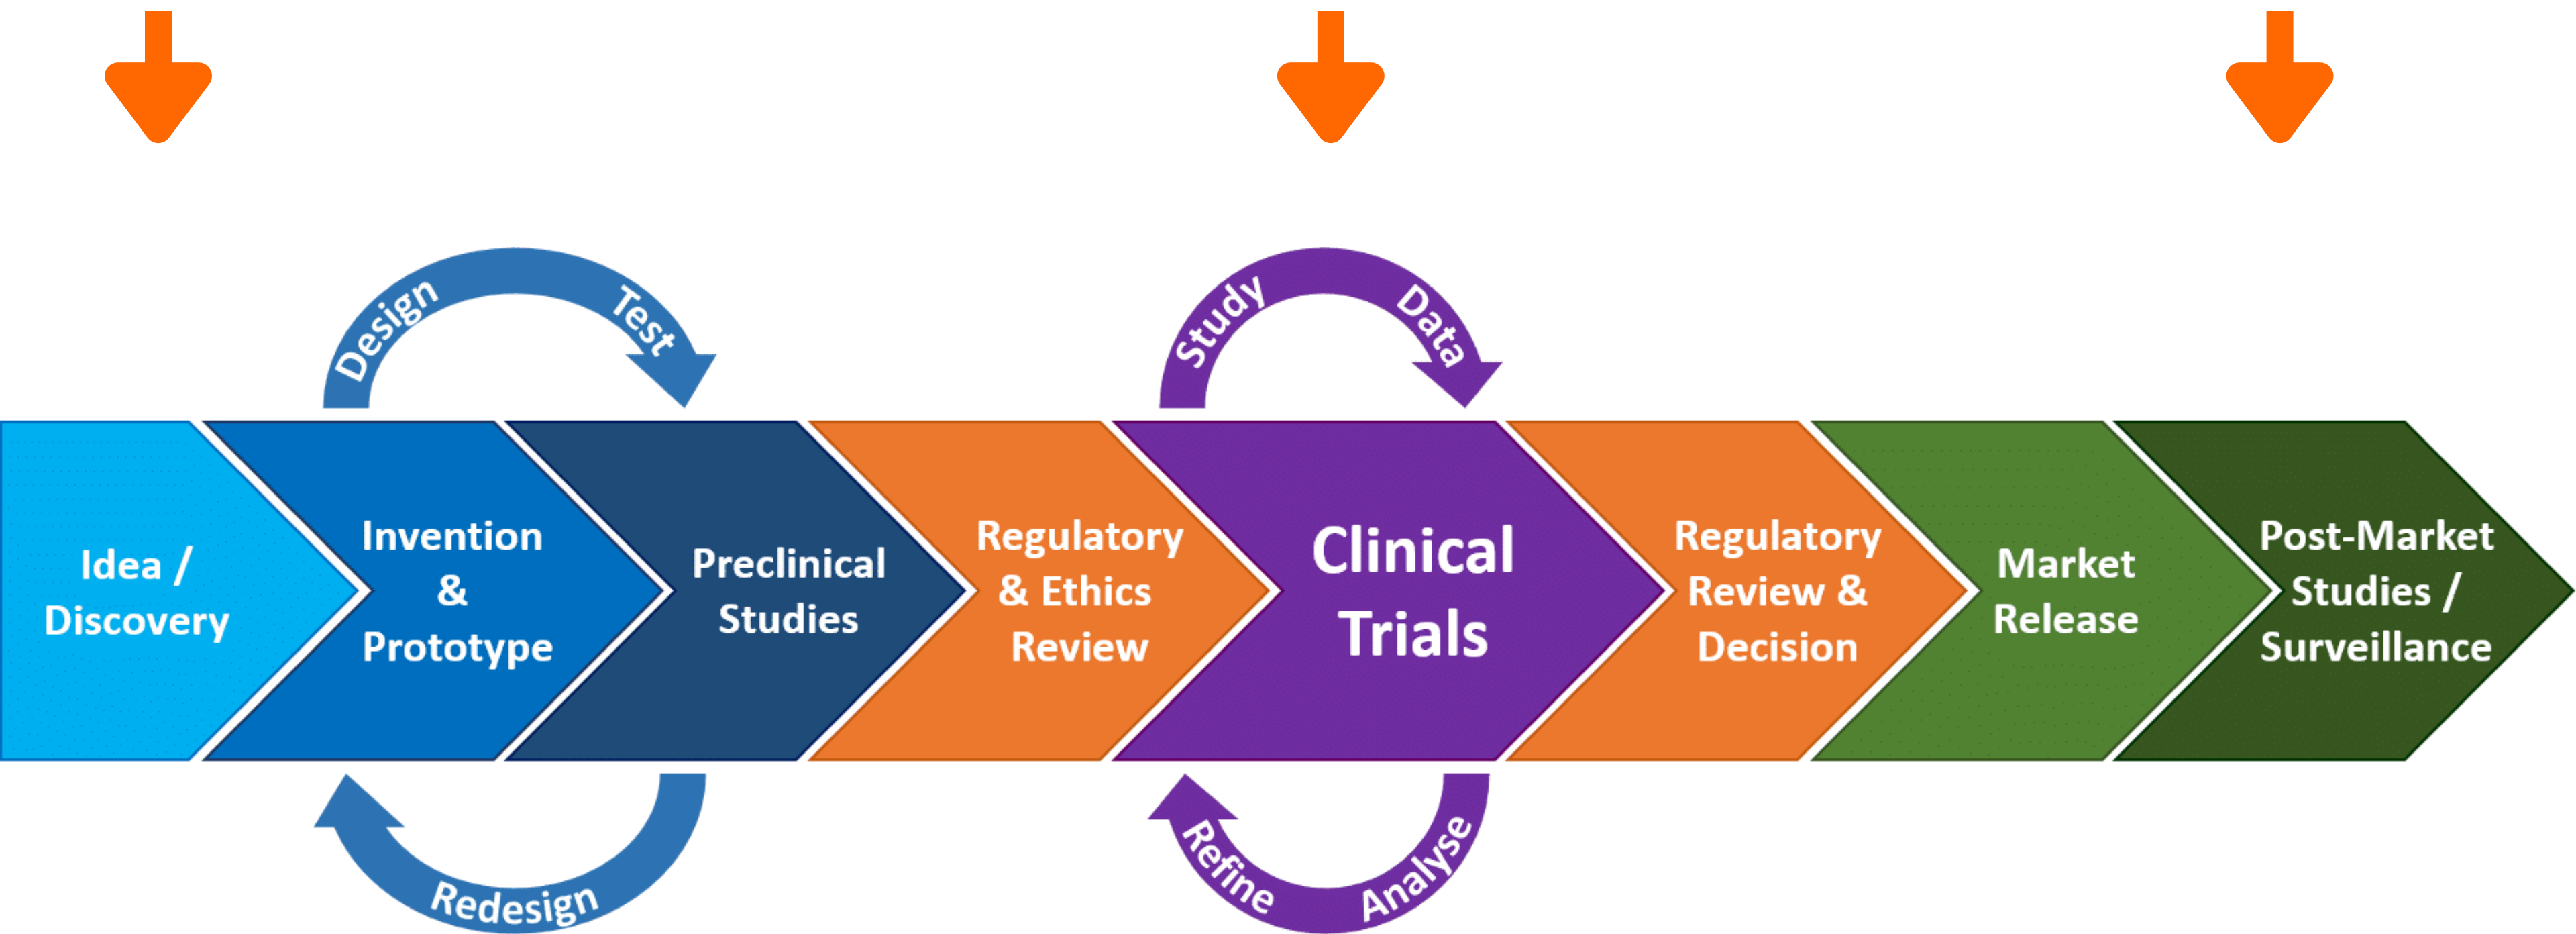 Design
Test
Study
Data
Idea /
Discovery
Invention
&
Prototype
Preclinical
Studies
Regulatory
& Ethics
Review
Clinical
Trials
Regulatory
Review &
Decision
Market
Release
Post-Market
Studies /
Surveillance
Redesign
Refine
Analyse